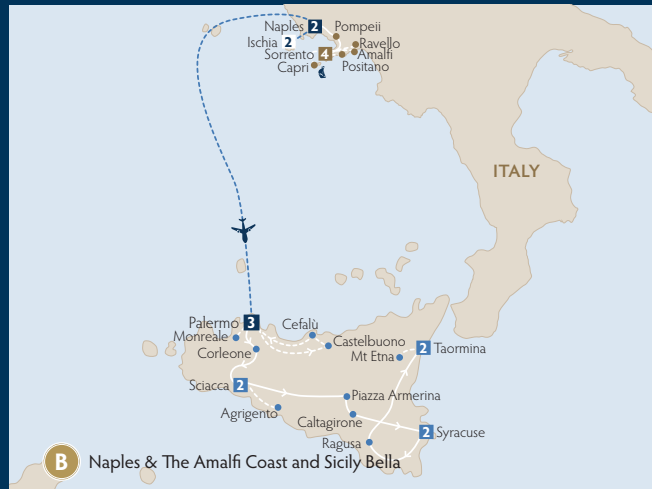 Naples 2 Pompeii
Ischia 2 Ravello
Sorrento 4 Amalfi
Capri Positano
ITALY
Palermo 3
Monreale
Cefalù
Corleone
Castelbuono
Mt Etna
2 Taormina
Sciacca 2
Piazza Armerina
Agrigento
Caltagirone
Ragusa
2 Syracuse
B Naples & The Amalfi Coast and Sicily Bella